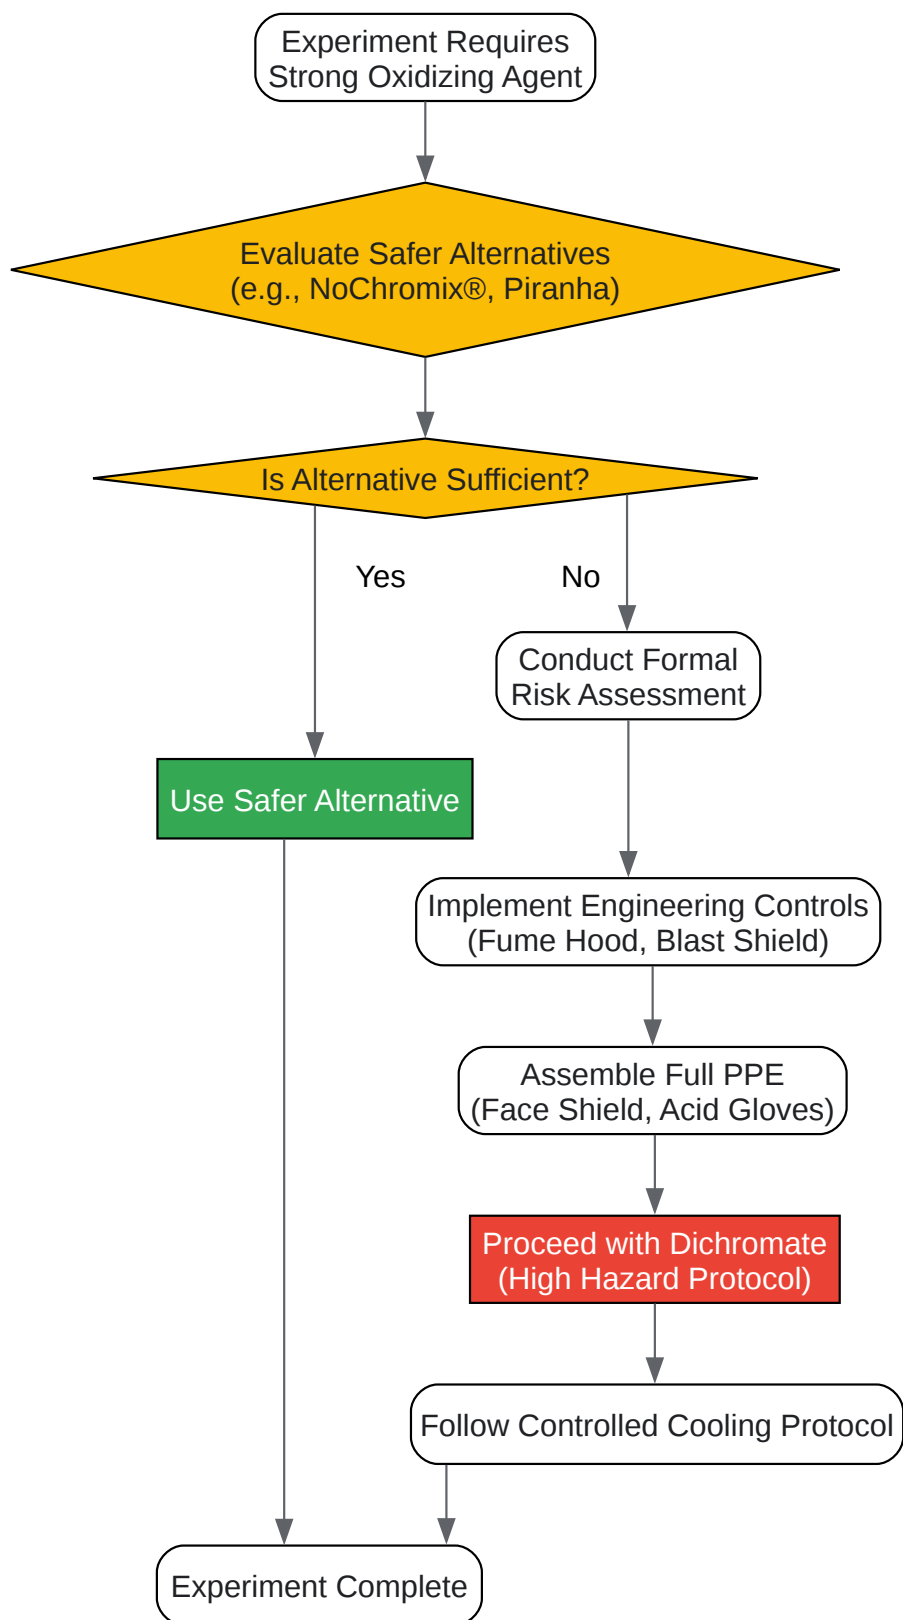 Experiment Requires
Strong Oxidizing Agent
Evaluate Safer Alternatives
(e.g., NoChromix®, Piranha)
Is Alternative Sufficient?
Yes
No
Conduct Formal
Risk Assessment
Use Safer Alternative
Implement Engineering Controls
(Fume Hood, Blast Shield)
Assemble Full PPE
(Face Shield, Acid Gloves)
Proceed with Dichromate
(High Hazard Protocol)
Follow Controlled Cooling Protocol
Experiment Complete